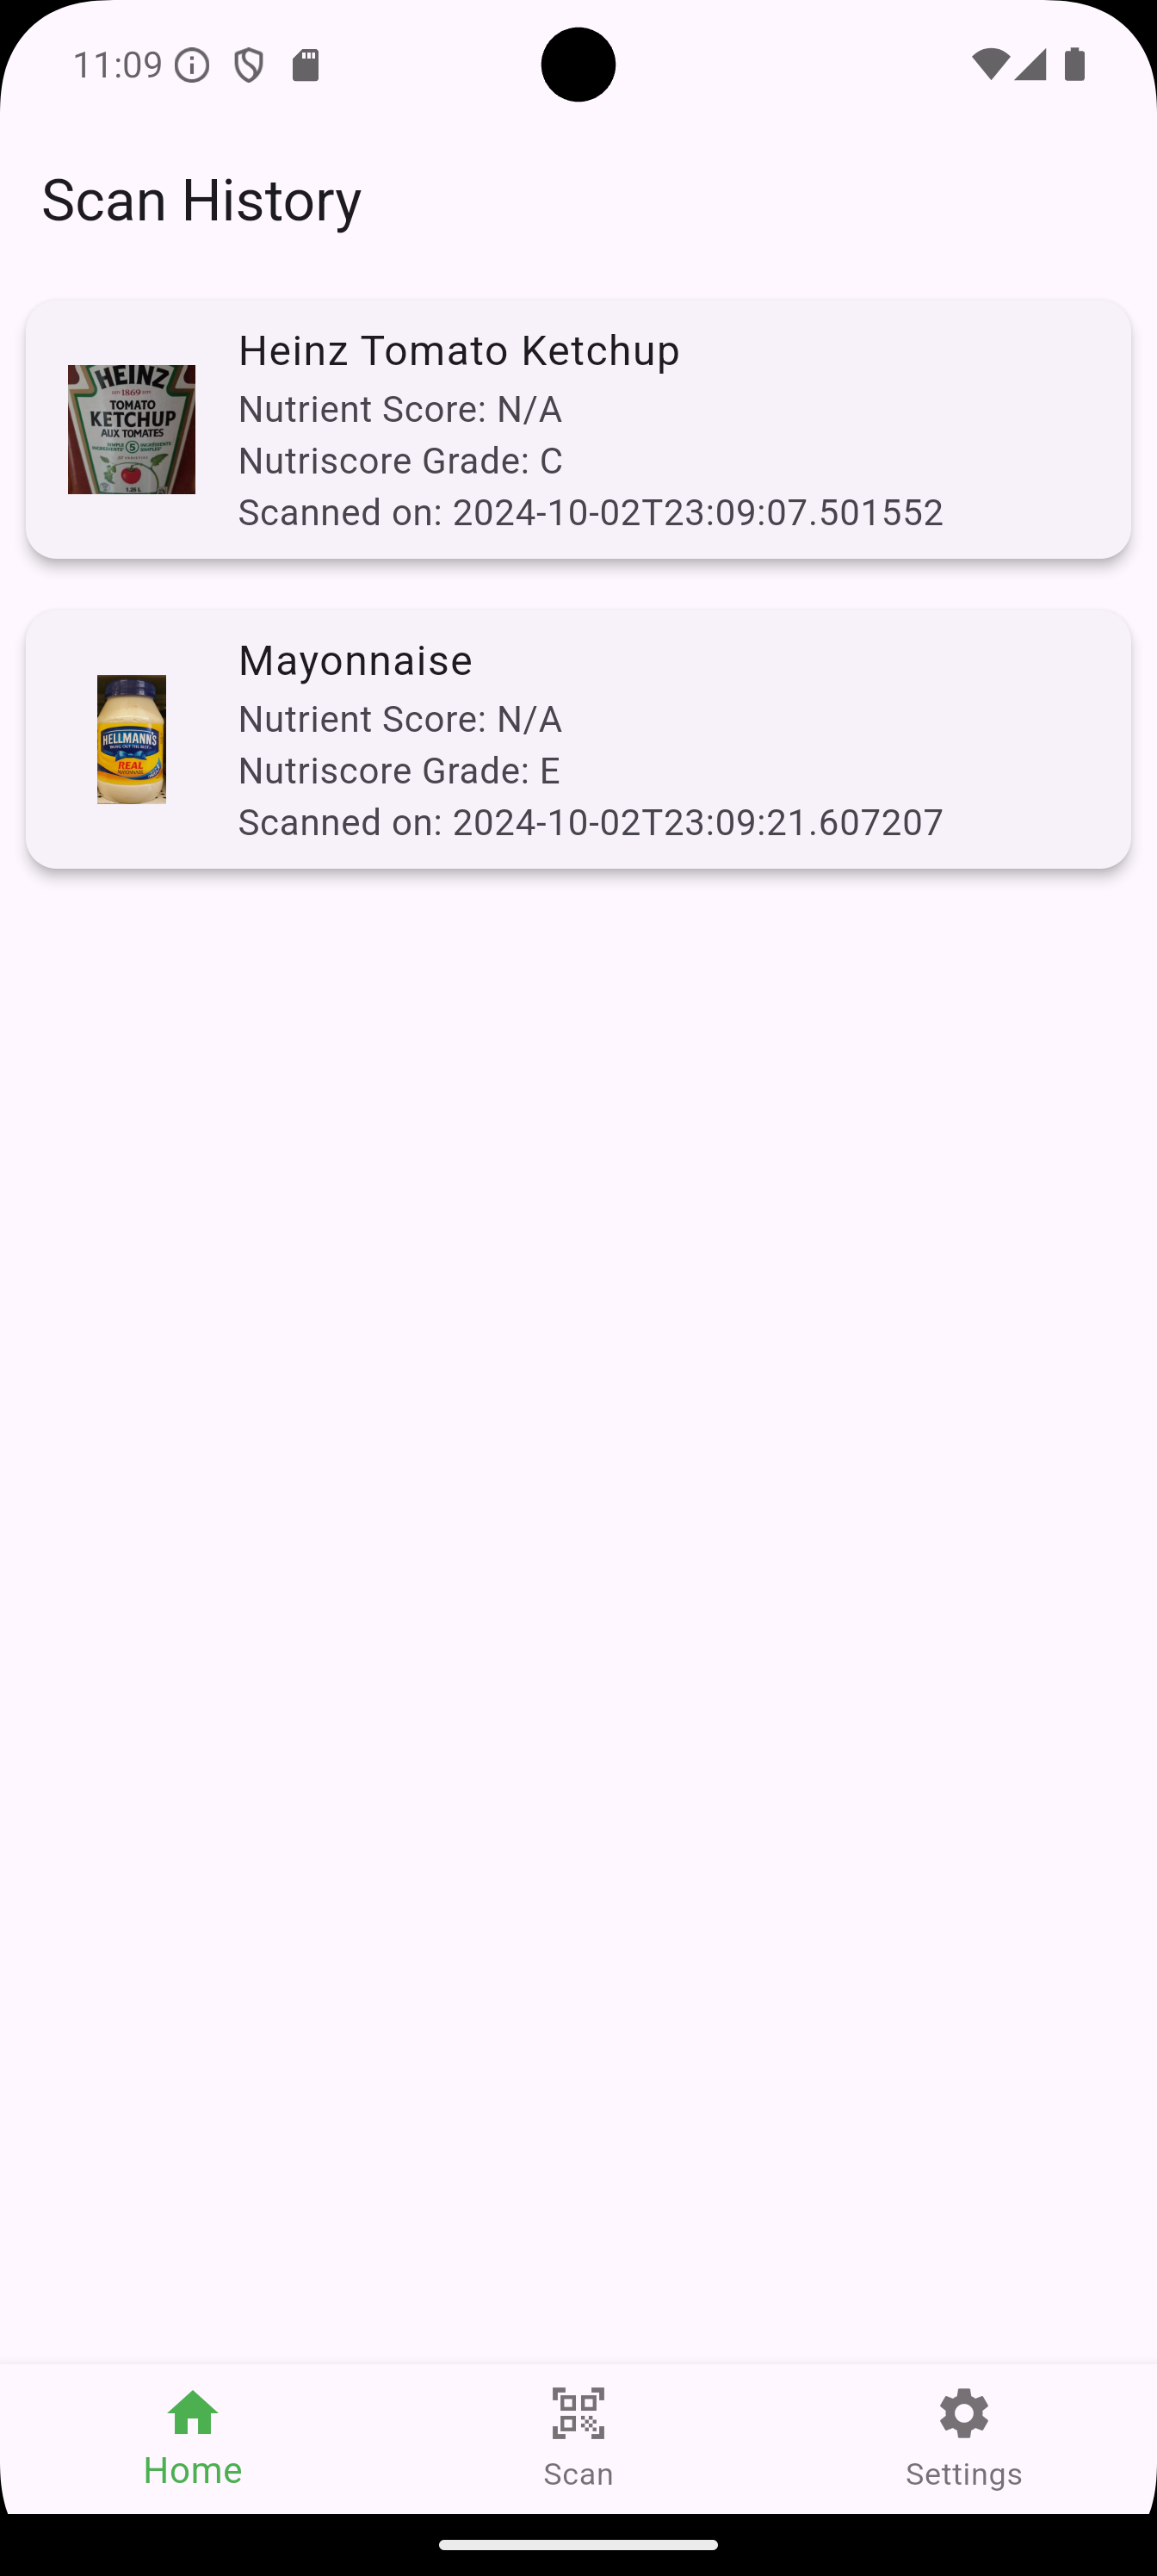 11:09
Scan History
HEINZ
1869
TOMATO
KETCHUP
AUX TOMATES
5
Heinz Tomato Ketchup
Nutrient Score: N/A
Nutriscore Grade: C
Scanned on: 2024-10-02T23:09:07.501552
HELLMANN'S
REAL
Mayonnaise
Nutrient Score: N/A
Nutriscore Grade: E
Scanned on: 2024-10-02T23:09:21.607207
Home
Scan
Settings